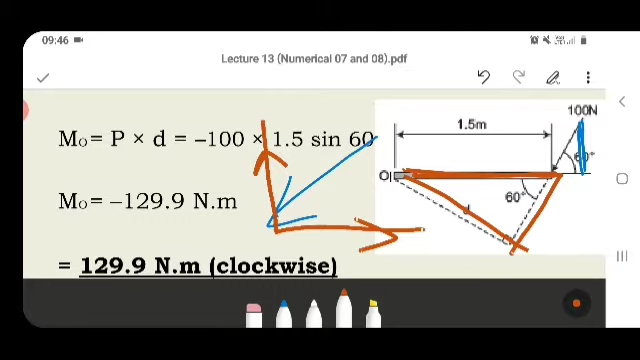 09:46
Lecture 13 (Numerical 07 and 08).pdf
100N
1.5m
Mo = P × d = –100 × 1.5 sin 60
60°
O
60°
d
Mo = –129.9 N.m
= 129.9 N.m (clockwise)